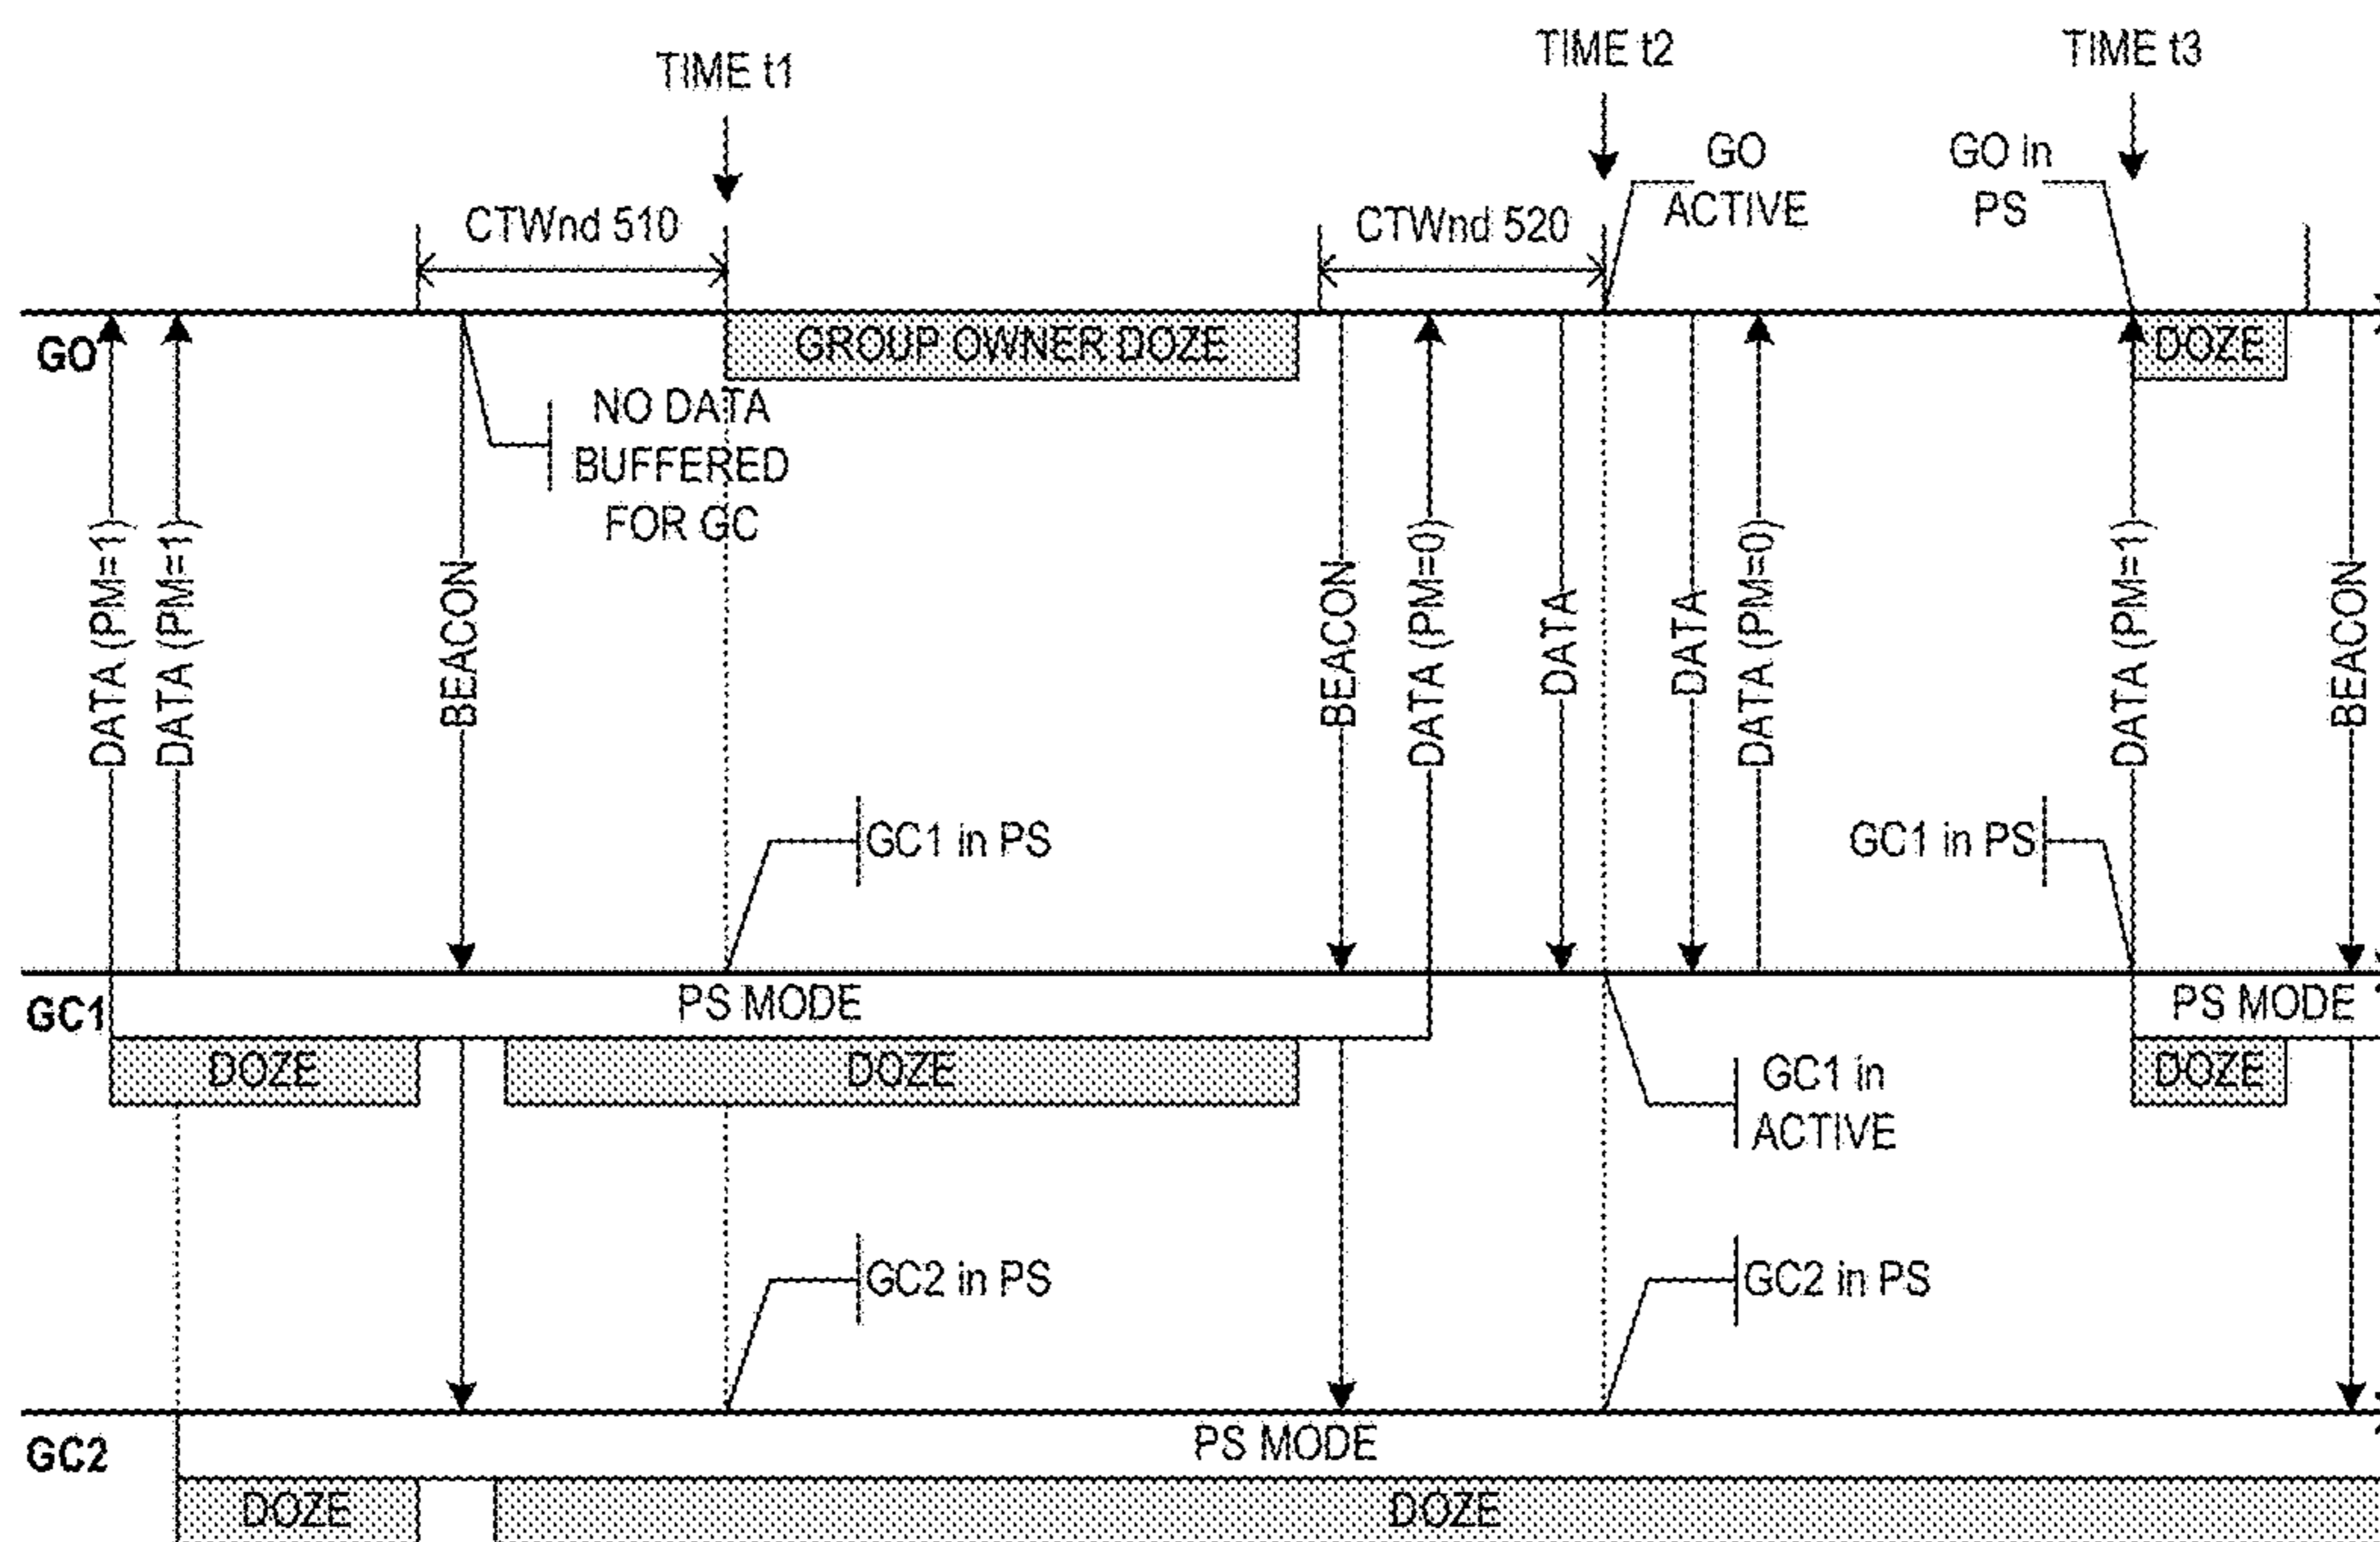 TIME t1
TIME t2
TIME t3
GO
ACTIVE
GO in
PS
CTWnd 510
CTWnd 520
GO
GROUP OWNER DOZE
DOZE
NO DATA
BUFFERED
FOR GC
DATA (PM=1)
DATA (PM=1)
BEACON
BEACON
DATA (PM=0)
DATA
DATA
DATA (PM=0)
DATA (PM=1)
BEACON
GC1 in PS
GC1 in PS
GC1
PS MODE
PS MODE
DOZE
DOZE
DOZE
GC1 in
ACTIVE
GC2 in PS
GC2 in PS
GC2
PS MODE
DOZE
DOZE